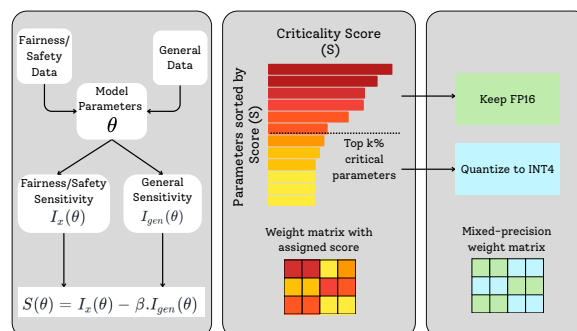 Fairness/
Safety
Data
General
Data
Model
Parameters
θ
Fairness/Safety
Sensitivity
I_x(θ)
General
Sensitivity
I_gen(θ)
S(θ) = I_x(θ) − β.I_gen(θ)
Criticality Score
(S)
Parameters sorted by
Score (S)
Top k%
critical
parameters
Weight matrix with
assigned score
Keep FP16
Quantize to INT4
Mixed-precision
weight matrix